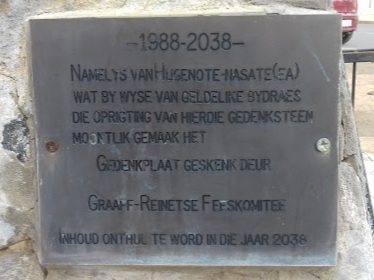 —1988-2038—
NAMELYS VAN HUGENOTE-NASATE(EA)
WAT BY WYSE VAN GELDELIKE BYDRAES
DIE OPRIGTING VAN HIERDIE GEDENKSTEEN
MOONTLIK GEMAAK HET
GEDENKPLAAT GESKENK DEUR
GRAAFF-REINETSE FEESKOMITEE
INHOUD ONTHUL TE WORD IN DIE JAAR 2038